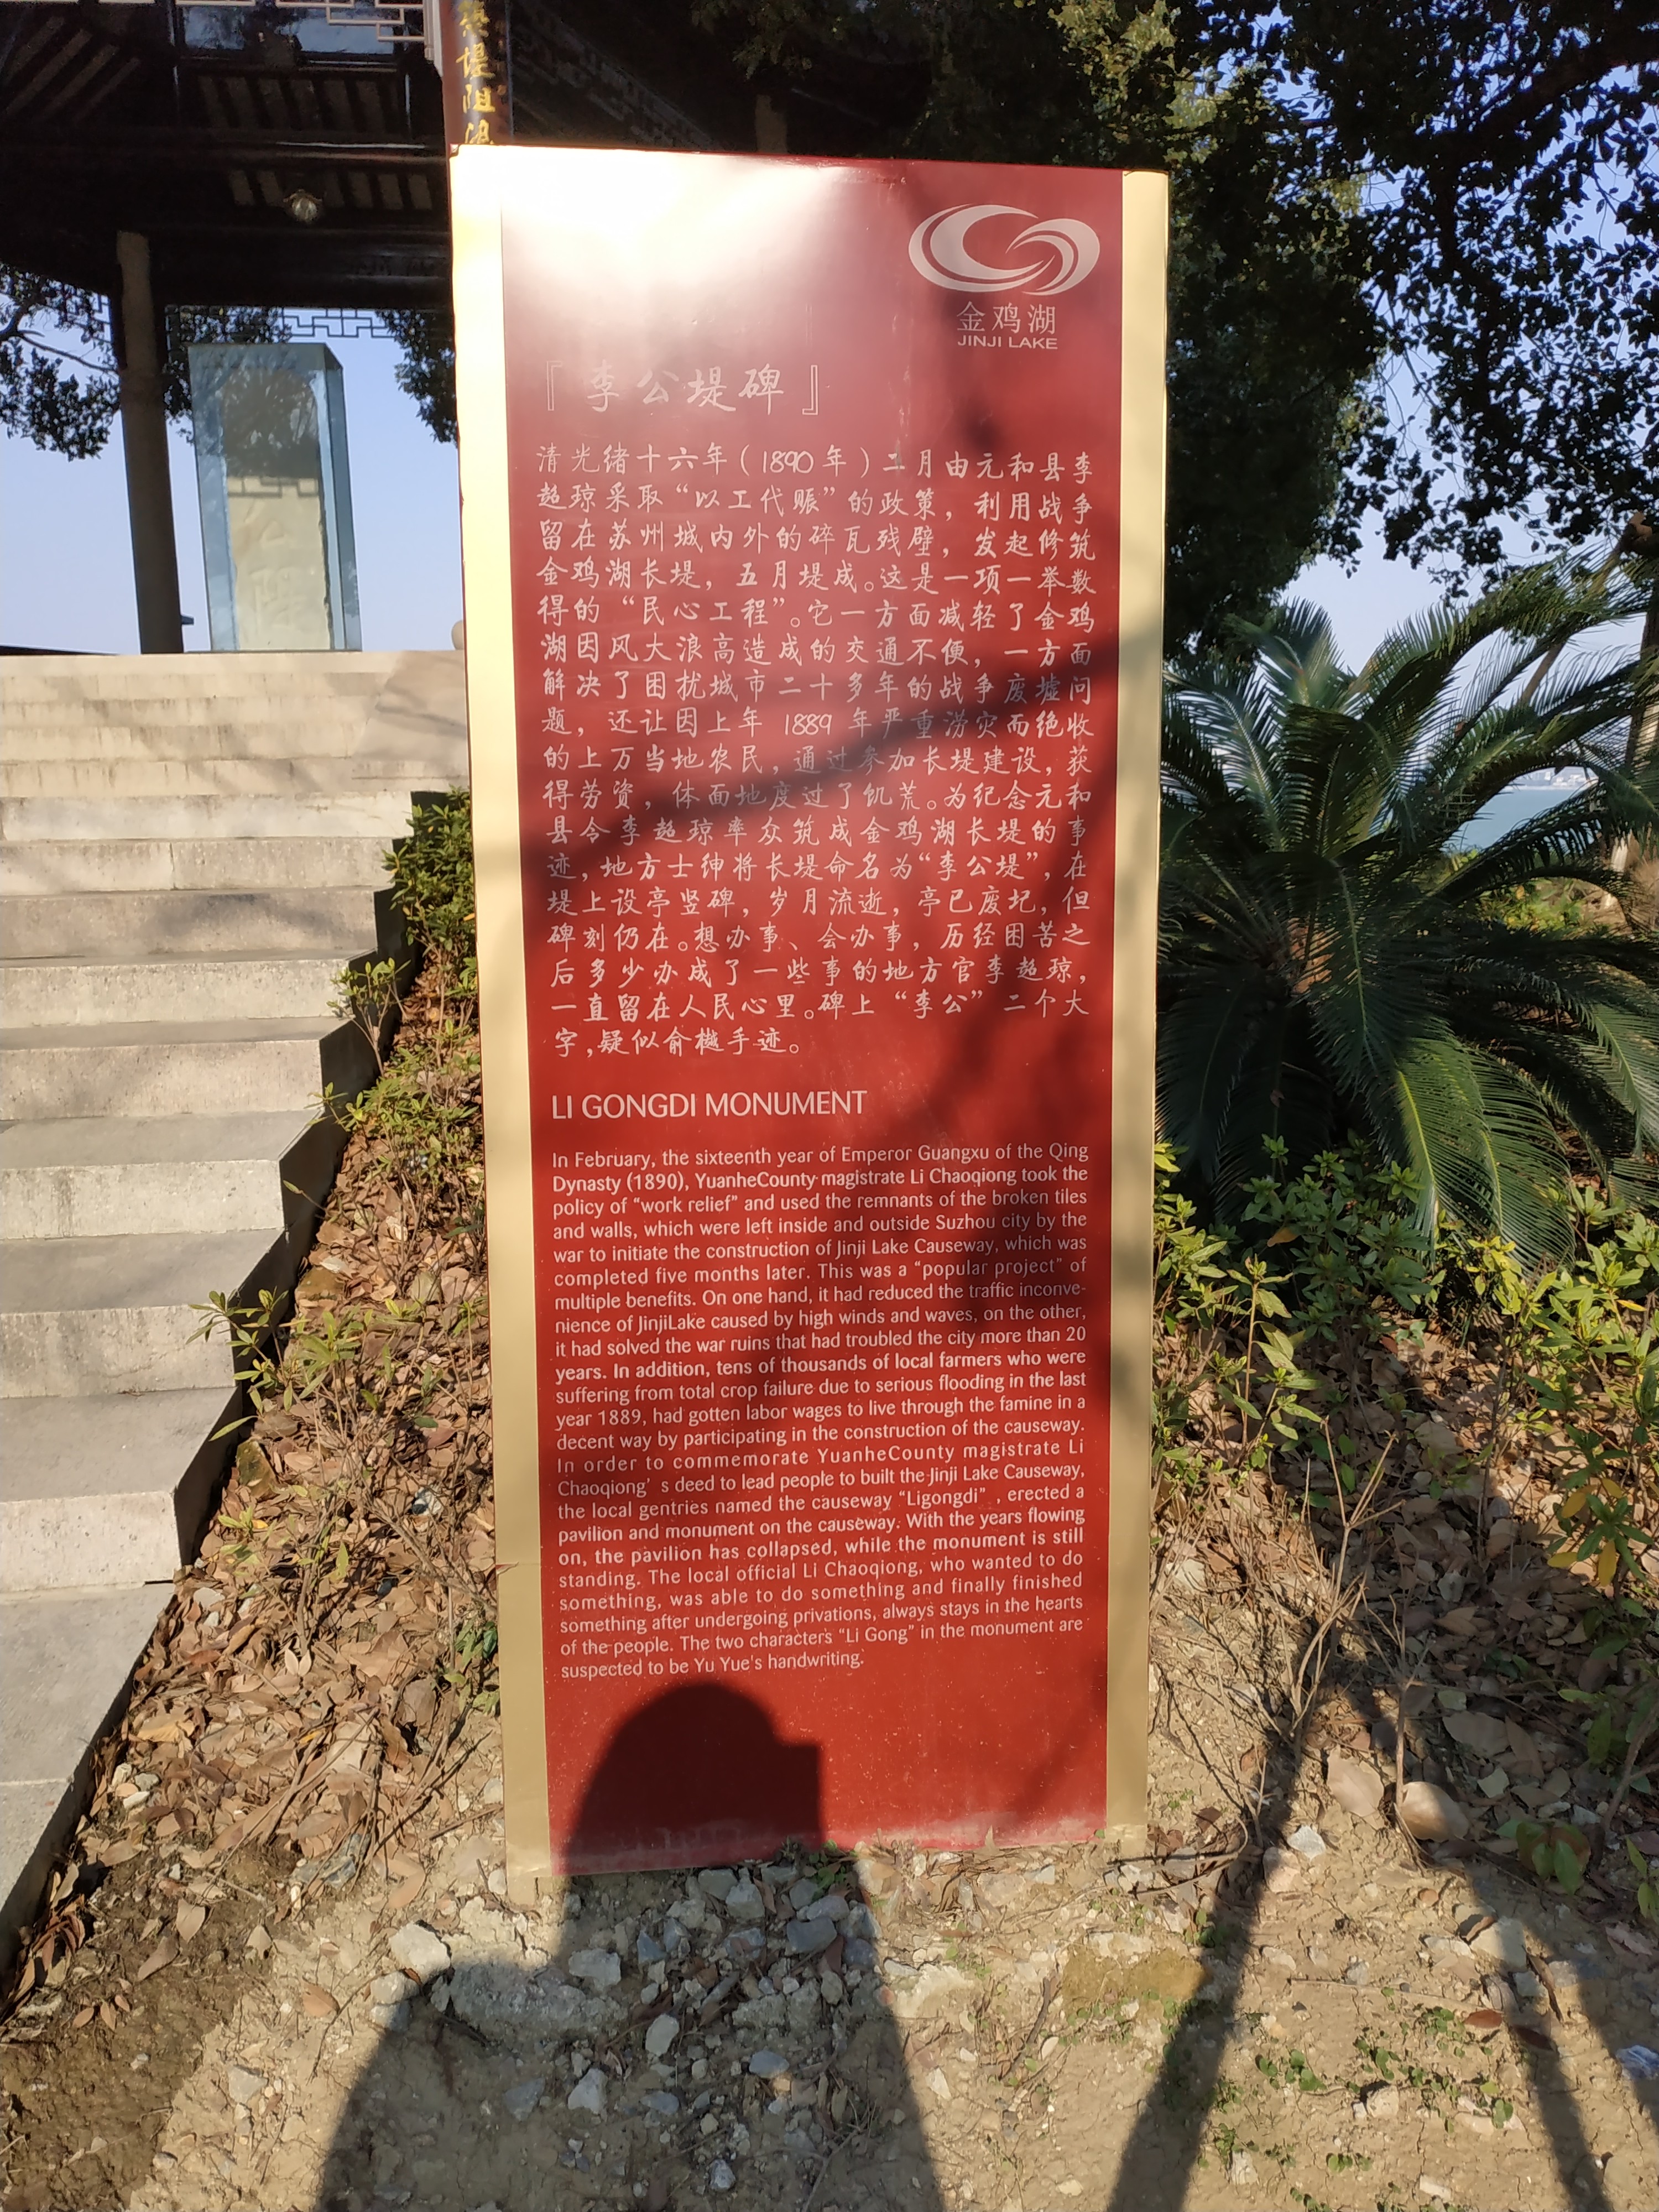 堤阻
金鸡湖
JINJI LAKE
『李公堤碑』
清光绪十六年（1890年）二月由元和县李
超琼采取“以工代赈”的政策，利用战争
留在苏州城内外的碎瓦残壁，发起修筑
金鸡湖长堤，五月堤成。这是一项一举数
得的“民心工程”。它一方面减轻了金鸡
湖因风大浪高造成的交通不便，一方面
解决了困扰城市二十多年的战争废墟问
题，还让因上年1889年严重涝灾而绝收
的上万当地农民，通过参加长堤建设，获
得劳资，体面地度过了饥荒。为纪念元和
县令李超琼率众筑成金鸡湖长堤的事
迹，地方士绅将长堤命名为“李公堤”，在
堤上设亭竖碑，岁月流逝，亭已废圮，但
碑刻仍在。想办事、会办事，历经困苦之
后多少办成了一些事的地方官李超琼，
一直留在人民心里。碑上“李公”二个大
字，疑似俞樾手迹。
LI GONGDI MONUMENT
In February, the sixteenth year of Emperor Guangxu of the Qing
Dynasty (1890), YuanheCounty magistrate Li Chaoqiong took the
policy of “work relief” and used the remnants of the broken tiles
and walls, which were left inside and outside Suzhou city by the
war to initiate the construction of Jinji Lake Causeway, which was
completed five months later. This was a “popular project” of
multiple benefits. On one hand, it had reduced the traffic inconve-
nience of JinjiLake caused by high winds and waves, on the other,
it had solved the war ruins that had troubled the city more than 20
years. In addition, tens of thousands of local farmers who were
suffering from total crop failure due to serious flooding in the last
year 1889, had gotten labor wages to live through the famine in a
decent way by participating in the construction of the causeway.
In order to commemorate YuanheCounty magistrate Li
Chaoqiong’ s deed to lead people to built the Jinji Lake Causeway,
the local gentries named the causeway “Ligongdi” , erected a
pavilion and monument on the causeway. With the years flowing
on, the pavilion has collapsed, while the monument is still
standing. The local official Li Chaoqiong, who wanted to do
something, was able to do something and finally finished
something after undergoing privations, always stays in the hearts
of the people. The two characters “Li Gong” in the monument are
suspected to be Yu Yue's handwriting.